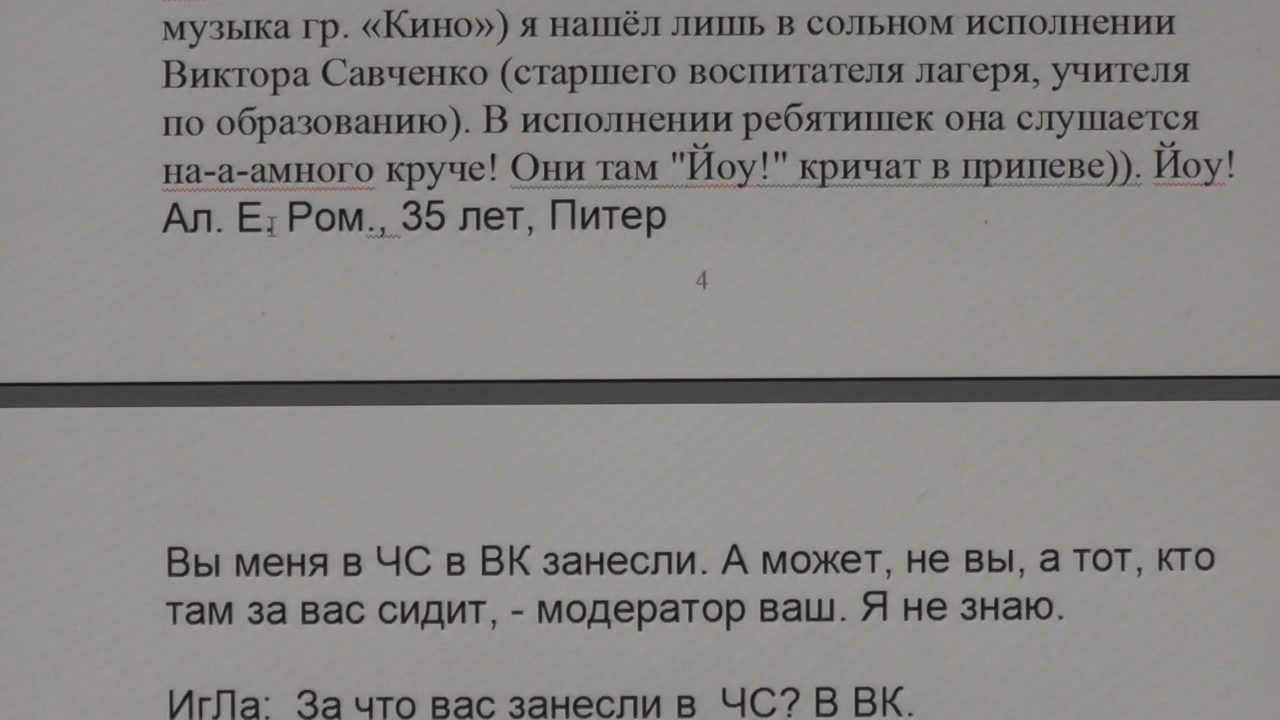 музыка гр. «Кино») я нашёл лишь в сольном исполнении
Виктора Савченко (старшего воспитателя лагеря, учителя
по образованию). В исполнении ребятишек она слушается
на-а-амного круче! Они там "Йоу!" кричат в припеве)). Йоу!
Ал. Е. Ром., 35 лет, Питер
4
Вы меня в ЧС в ВК занесли. А может, не вы, а тот, кто
там за вас сидит, - модератор ваш. Я не знаю.
ИгЛа: За что вас занесли в ЧС? В ВК.